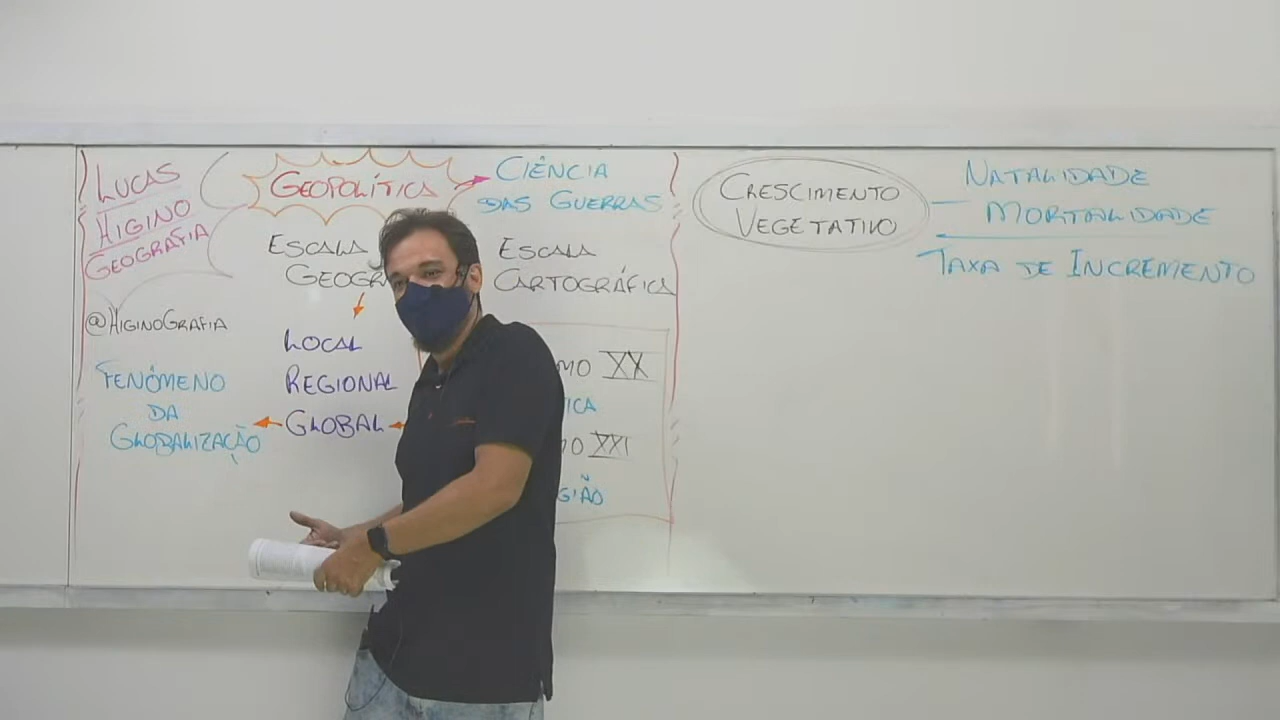 LUCAS
HIGINO
GEOGRAFIA
@HIGINOGRAFIA
FENÔMENO
DA
GLOBALIZAÇÃO
GEOPOLÍTICA
CIÊNCIA
DAS GUERRAS
ESCALA
ESCALA
CARTOGRÁFICA
LOCAL
REGIONAL
GLOBAL
XX
XXI
CRESCIMENTO
VEGETATIVO
NATALIDADE
— MORTALIDADE
TAXA DE INCREMENTO